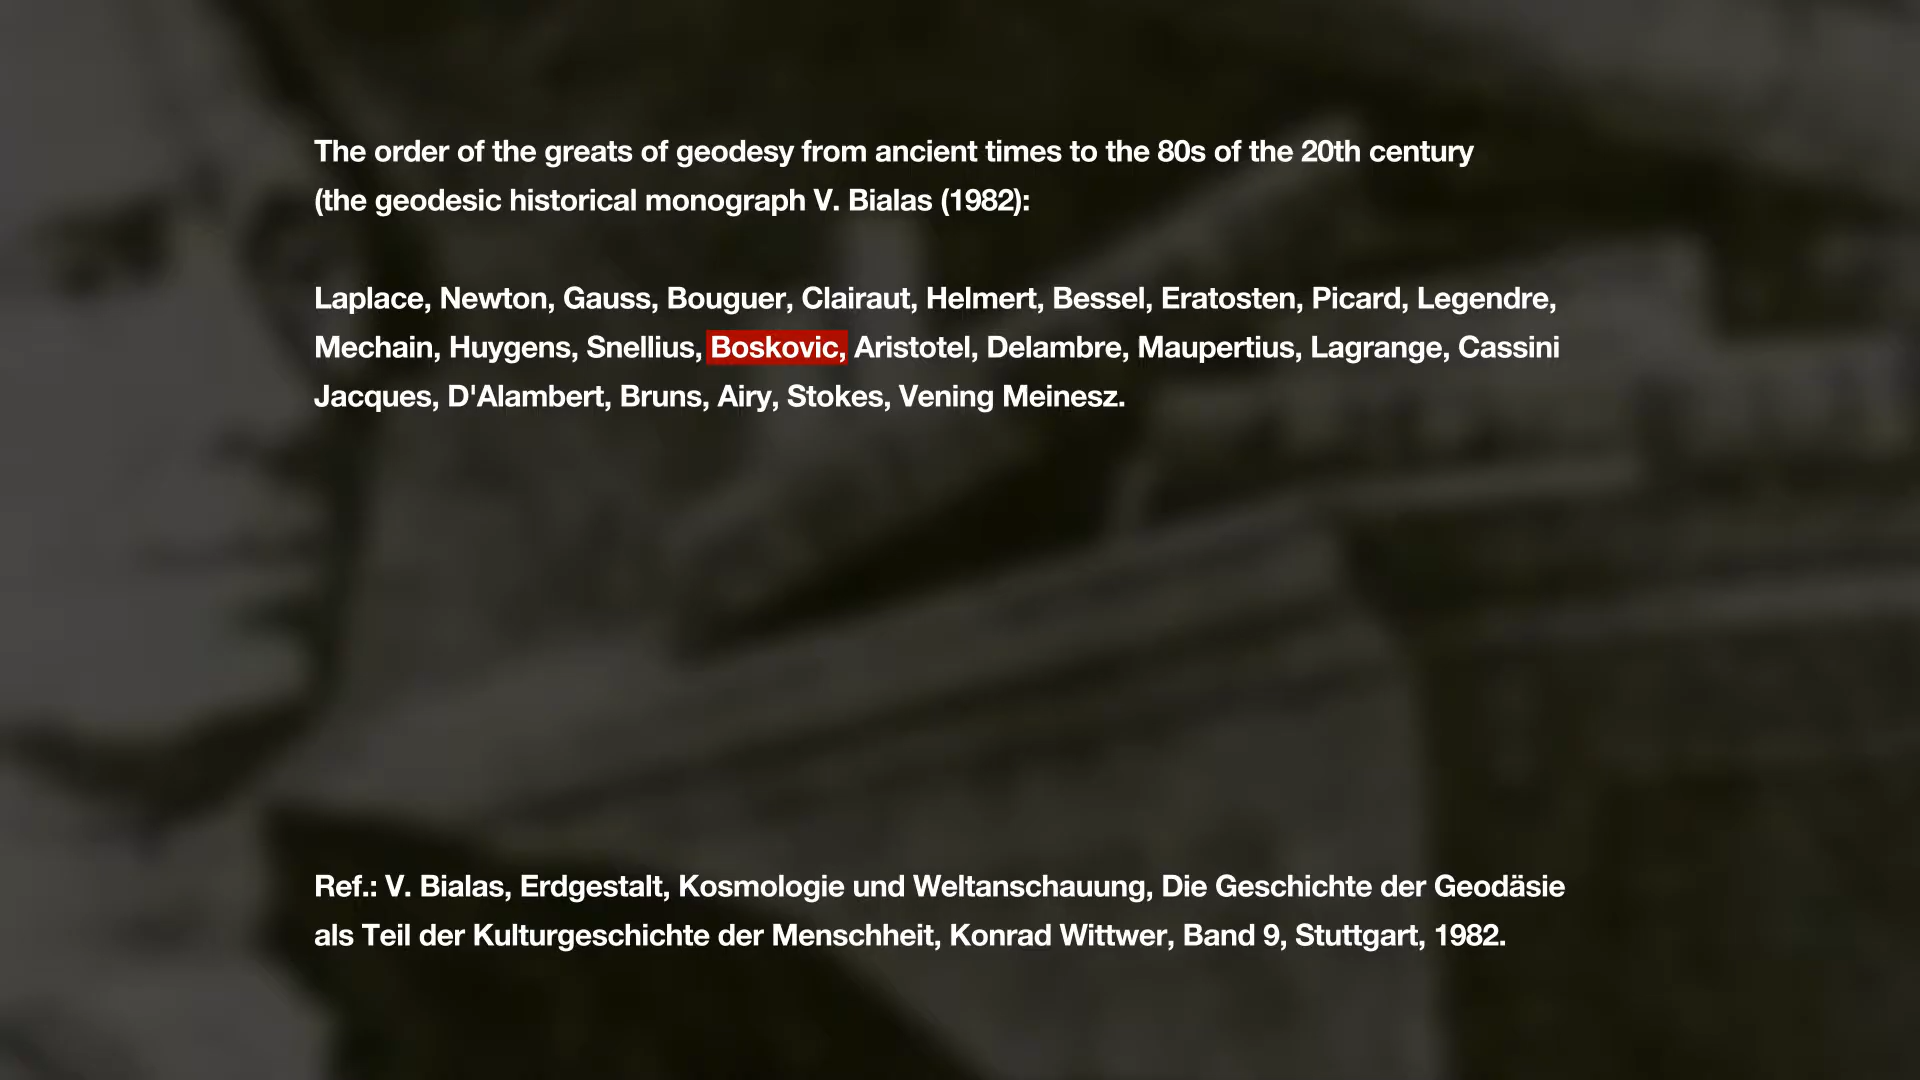 The order of the greats of geodesy from ancient times to the 80s of the 20th century
(the geodesic historical monograph V. Bialas (1982):
Laplace, Newton, Gauss, Bouguer, Clairaut, Helmert, Bessel, Eratosten, Picard, Legendre,
Mechain, Huygens, Snellius, Boskovic, Aristotel, Delambre, Maupertius, Lagrange, Cassini
Jacques, D'Alambert, Bruns, Airy, Stokes, Vening Meinesz.
Ref.: V. Bialas, Erdgestalt, Kosmologie und Weltanschauung, Die Geschichte der Geodäsie
als Teil der Kulturgeschichte der Menschheit, Konrad Wittwer, Band 9, Stuttgart, 1982.